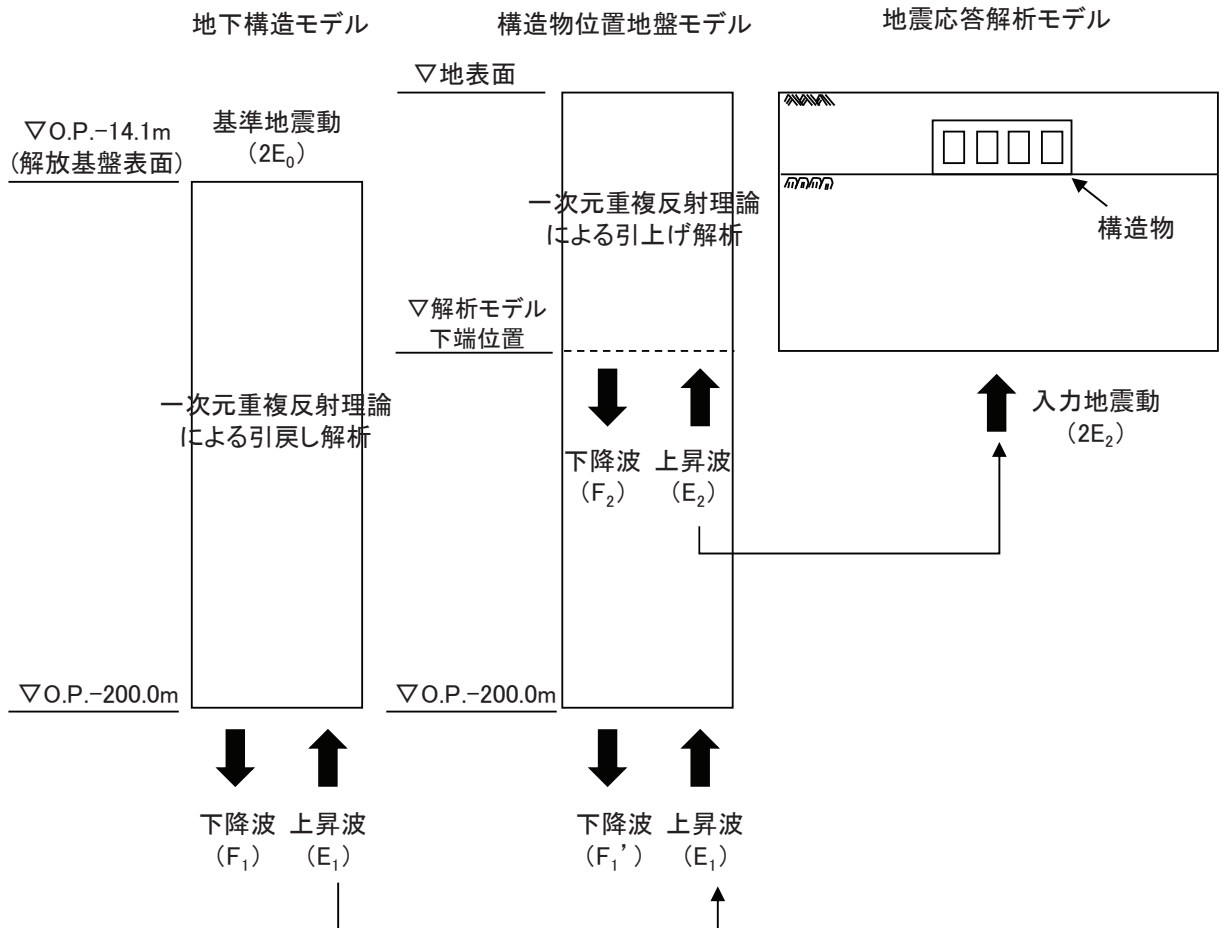 地下構造モデル
構造物位置地盤モデル
地震応答解析モデル
▽O.P.-14.1m
(解放基盤表面)
基準地震動
(2E₀)
一次元重複反射理論
による引戻し解析
▽O.P.-200.0m
下降波
(F₁)
上昇波
(E₁)
▽地表面
一次元重複反射理論
による引上げ解析
▽解析モデル
下端位置
下降波
(F₂)
上昇波
(E₂)
▽O.P.-200.0m
下降波
(F₁’)
上昇波
(E₁)
構造物
入力地震動
(2E₂)